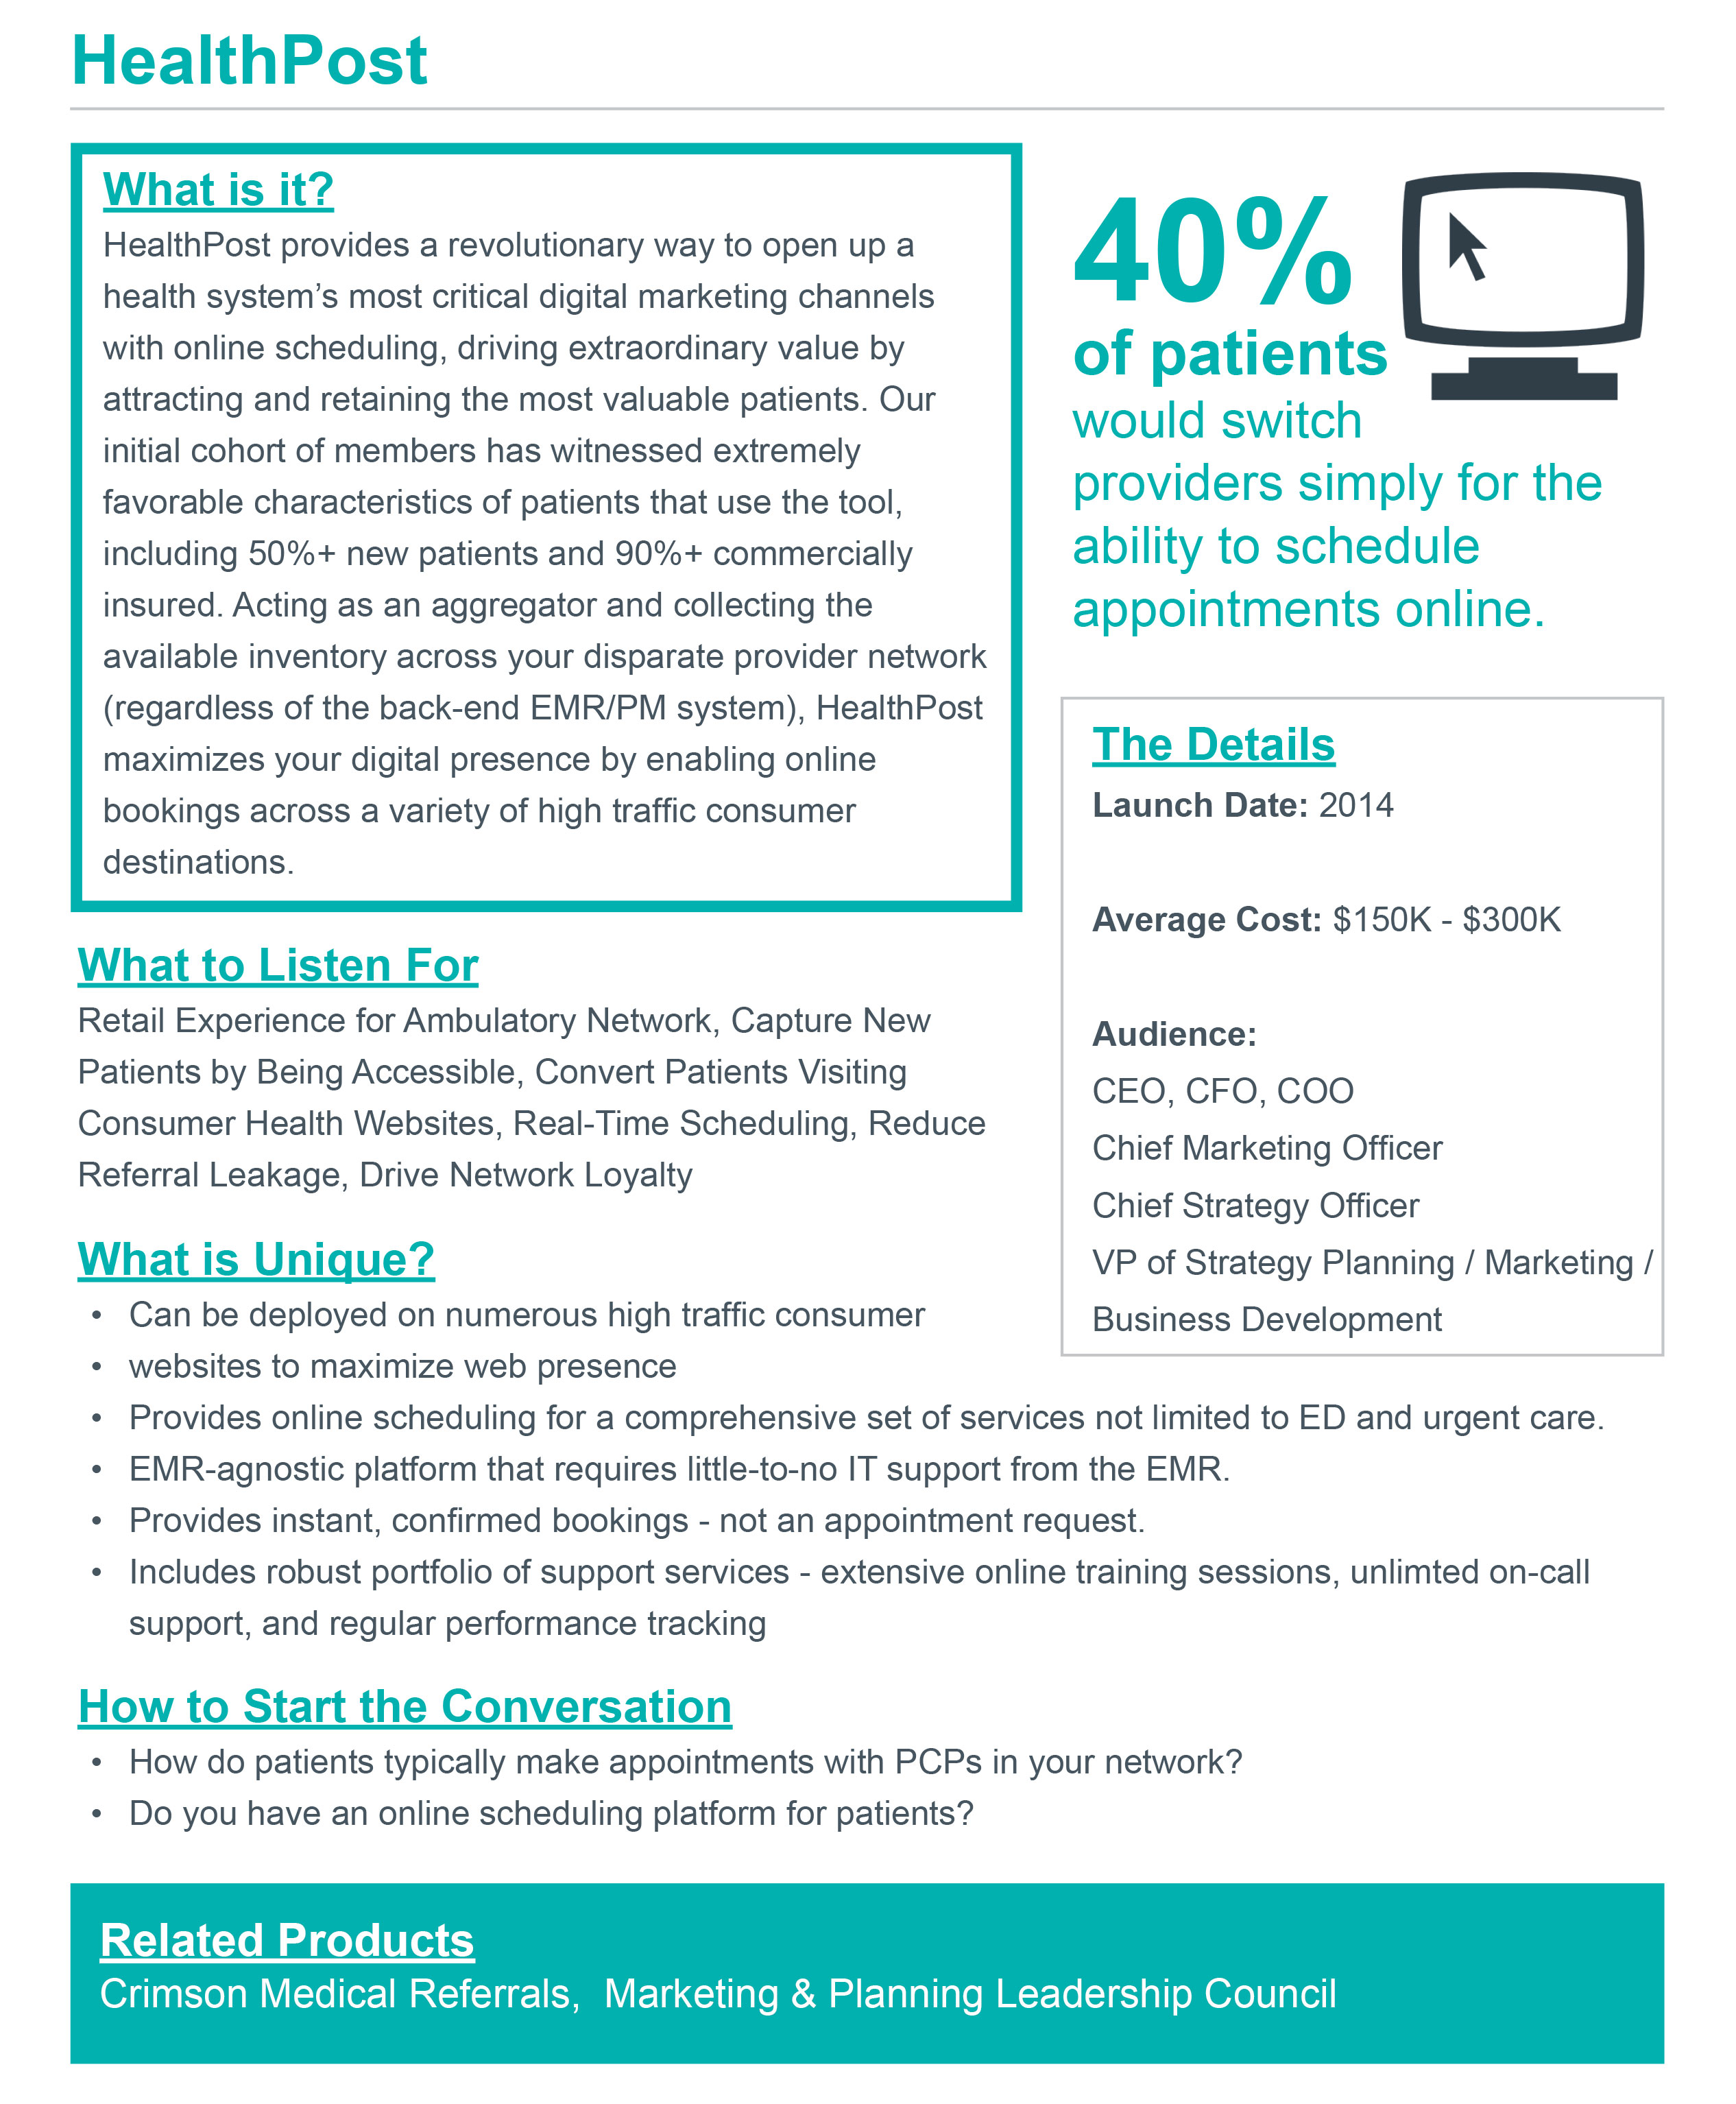 HealthPost
What is it?
HealthPost provides a revolutionary way to open up a
health system’s most critical digital marketing channels
with online scheduling, driving extraordinary value by
attracting and retaining the most valuable patients. Our
initial cohort of members has witnessed extremely
favorable characteristics of patients that use the tool,
including 50%+ new patients and 90%+ commercially
insured. Acting as an aggregator and collecting the
available inventory across your disparate provider network
(regardless of the back-end EMR/PM system), HealthPost
maximizes your digital presence by enabling online
bookings across a variety of high traffic consumer
destinations.
40%
of patients
would switch
providers simply for the
ability to schedule
appointments online.
The Details
Launch Date: 2014
Average Cost: $150K - $300K
Audience:
CEO, CFO, COO
Chief Marketing Officer
Chief Strategy Officer
VP of Strategy Planning / Marketing /
Business Development
What to Listen For
Retail Experience for Ambulatory Network, Capture New
Patients by Being Accessible, Convert Patients Visiting
Consumer Health Websites, Real-Time Scheduling, Reduce
Referral Leakage, Drive Network Loyalty
What is Unique?
• Can be deployed on numerous high traffic consumer
• websites to maximize web presence
• Provides online scheduling for a comprehensive set of services not limited to ED and urgent care.
• EMR-agnostic platform that requires little-to-no IT support from the EMR.
• Provides instant, confirmed bookings - not an appointment request.
• Includes robust portfolio of support services - extensive online training sessions, unlimted on-call
support, and regular performance tracking
How to Start the Conversation
• How do patients typically make appointments with PCPs in your network?
• Do you have an online scheduling platform for patients?
Related Products
Crimson Medical Referrals,  Marketing & Planning Leadership Council